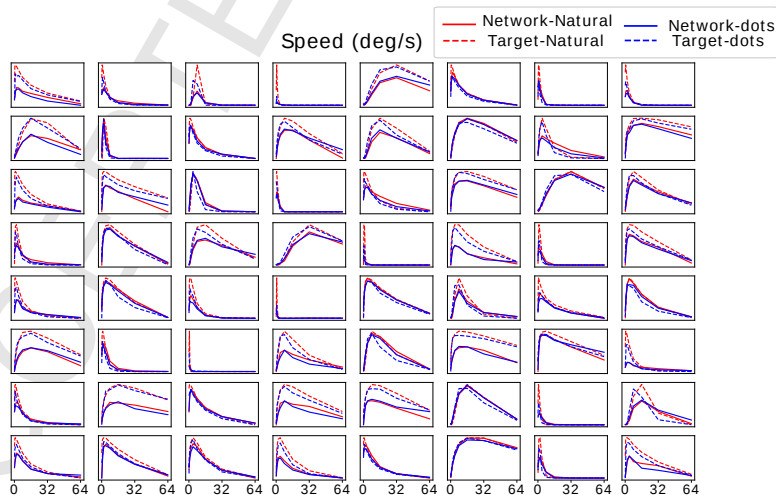 Network-Natural
Network-dots
Target-Natural
Target-dots
Speed (deg/s)
0 32 64 0 32 64 0 32 64 0 32 64 0 32 64 0 32 64 0 32 64 0 32 64